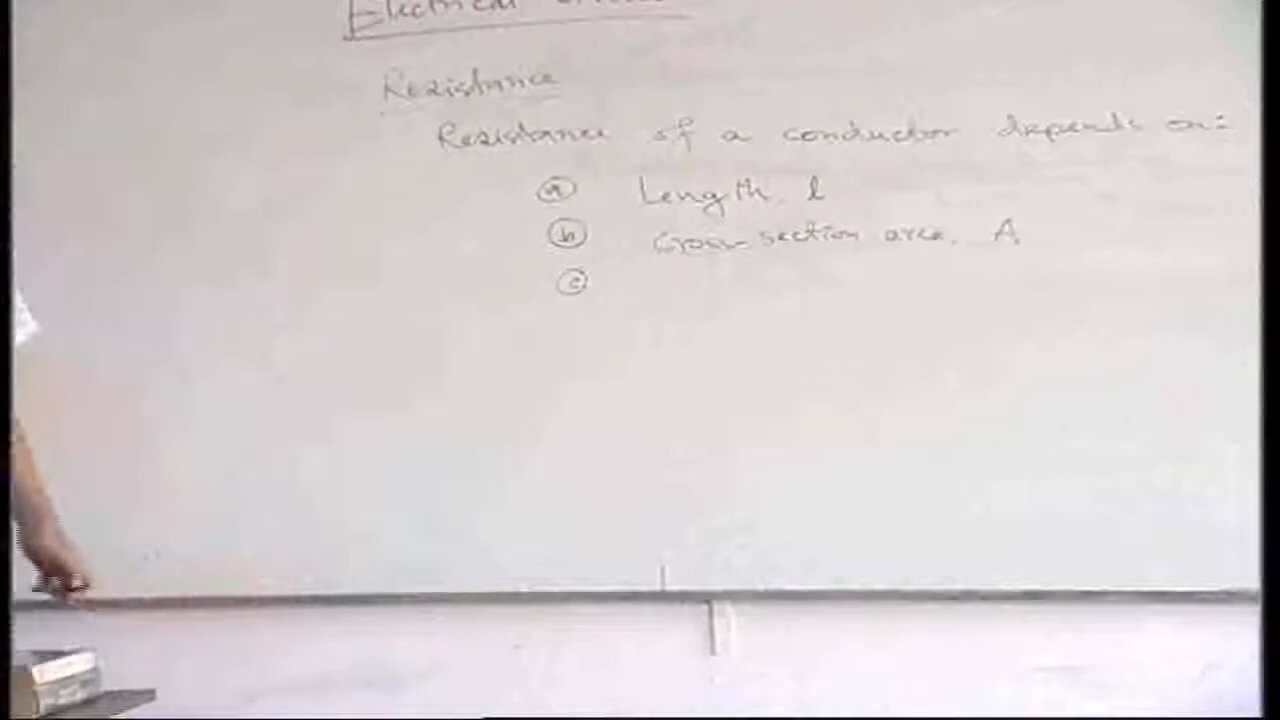 Electrical
Resistance
Resistance of a conductor depends on:
(a) Length, l
(b) Cross-section area, A
(c)